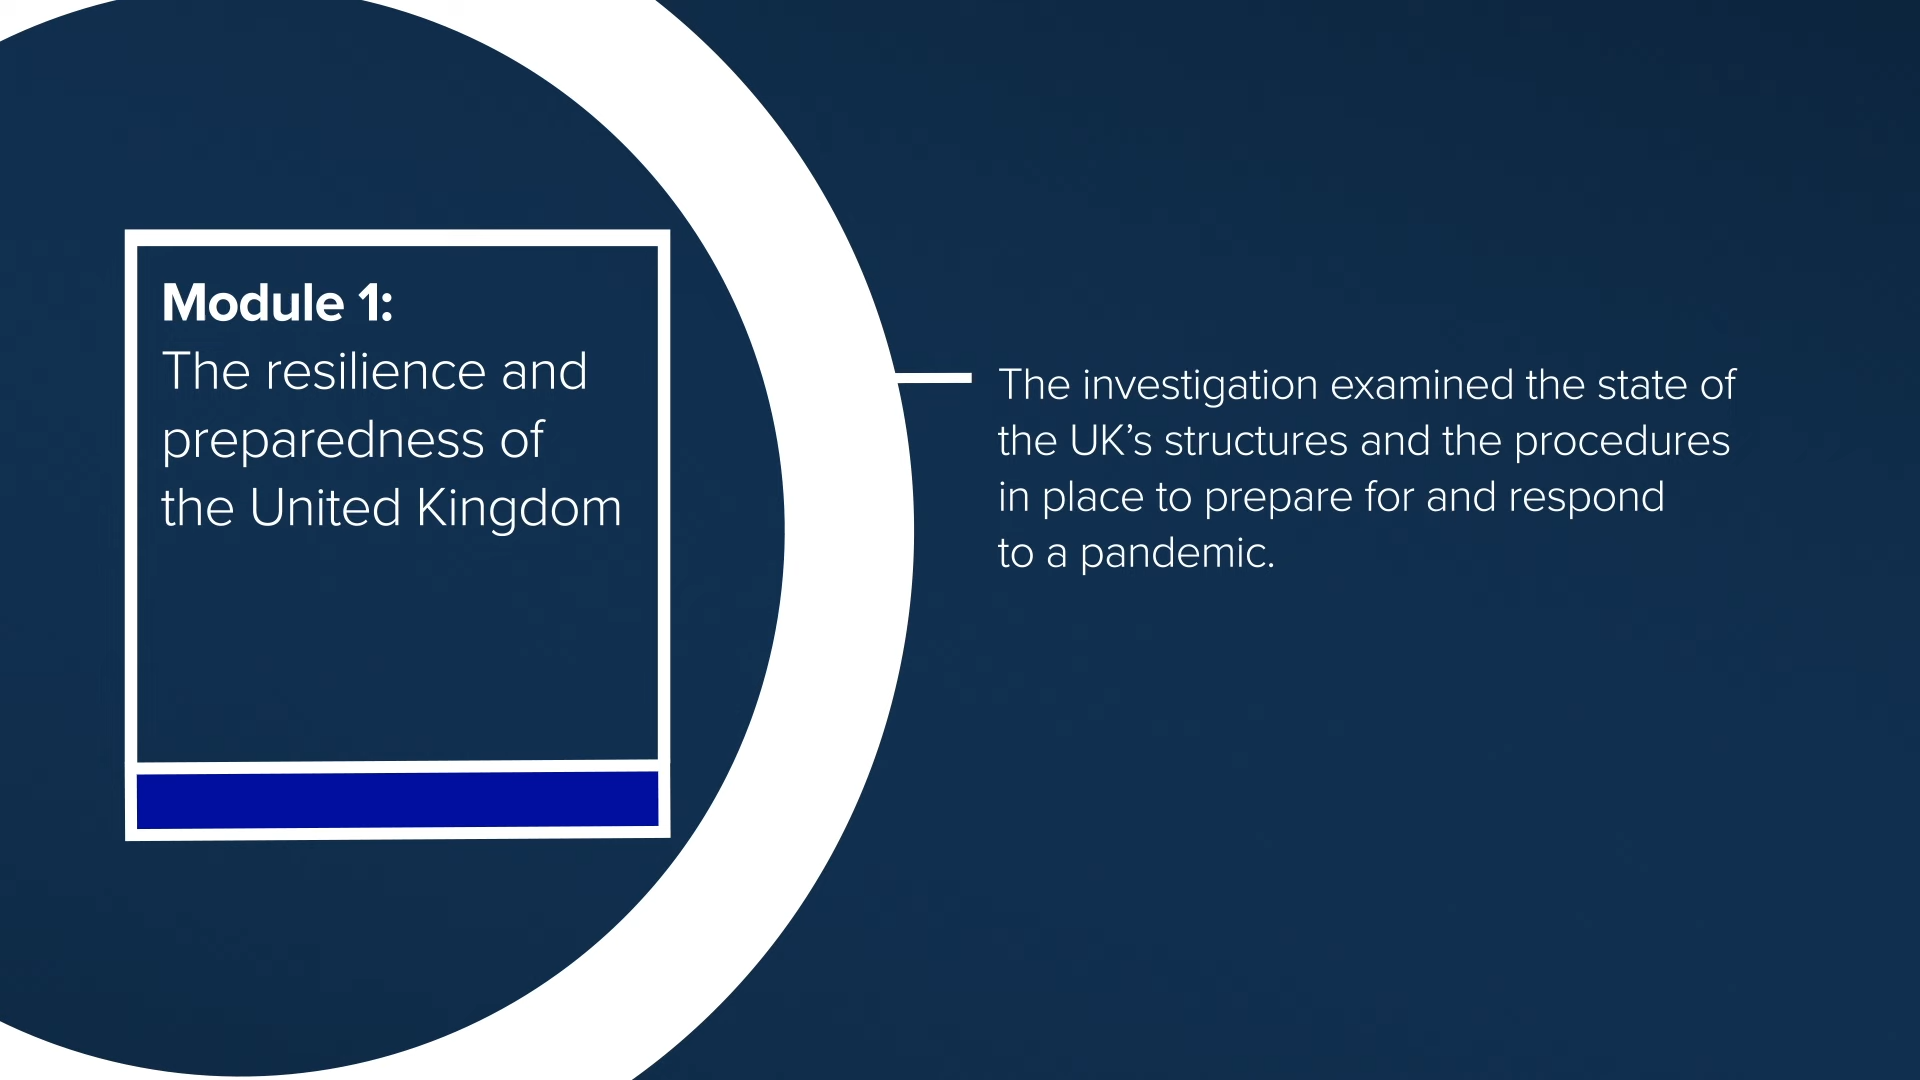 Module 1:
The resilience and
preparedness of
the United Kingdom
The investigation examined the state of
the UK’s structures and the procedures
in place to prepare for and respond
to a pandemic.